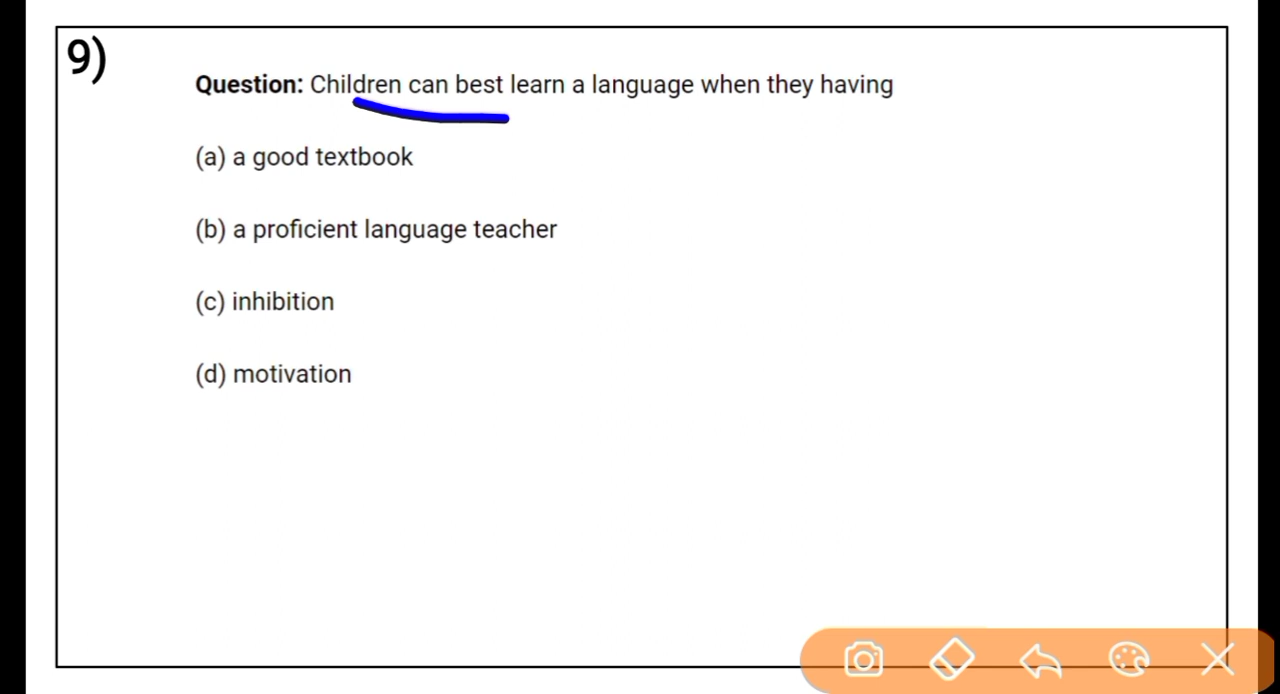 9)
Question: Children can best learn a language when they having
(a) a good textbook
(b) a proficient language teacher
(c) inhibition
(d) motivation